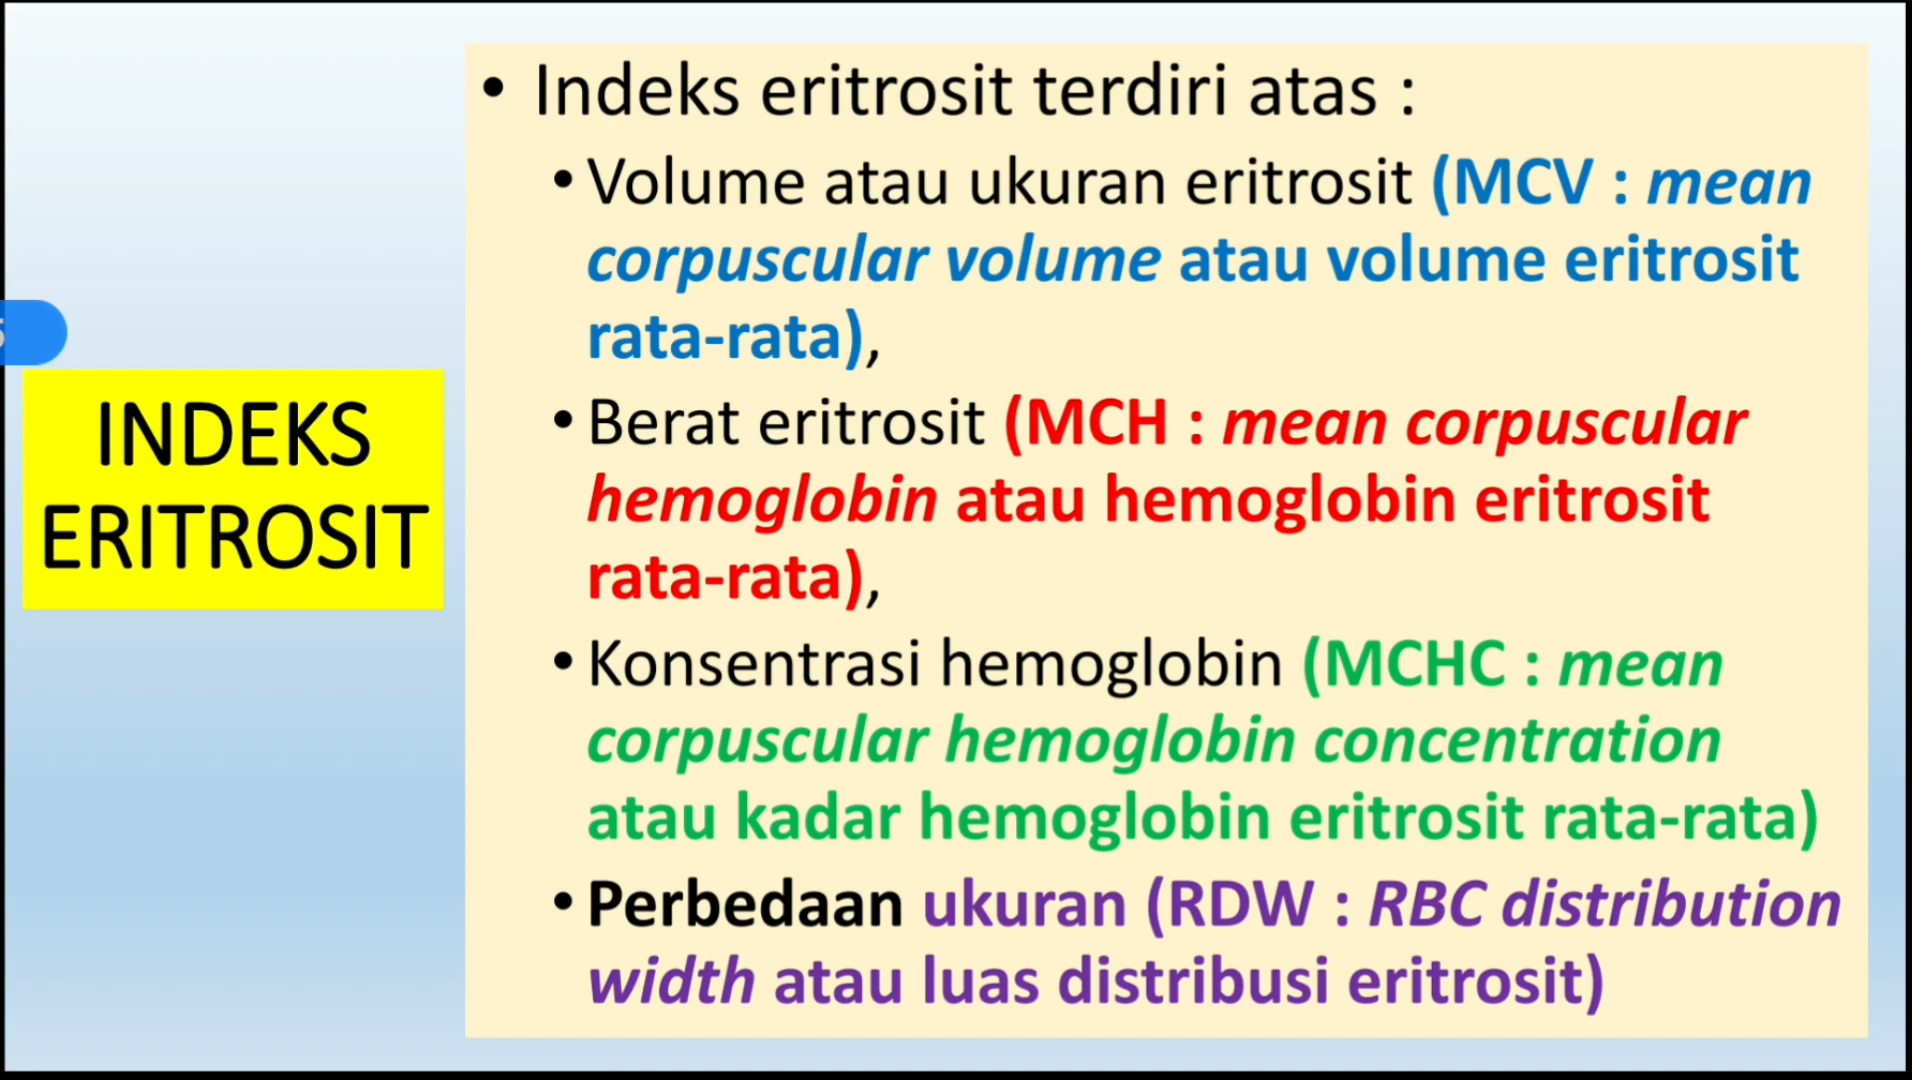 INDEKS
ERITROSIT
• Indeks eritrosit terdiri atas :
• Volume atau ukuran eritrosit (MCV : mean
corpuscular volume atau volume eritrosit
rata-rata),
• Berat eritrosit (MCH : mean corpuscular
hemoglobin atau hemoglobin eritrosit
rata-rata),
• Konsentrasi hemoglobin (MCHC : mean
corpuscular hemoglobin concentration
atau kadar hemoglobin eritrosit rata-rata)
• Perbedaan ukuran (RDW : RBC distribution
width atau luas distribusi eritrosit)